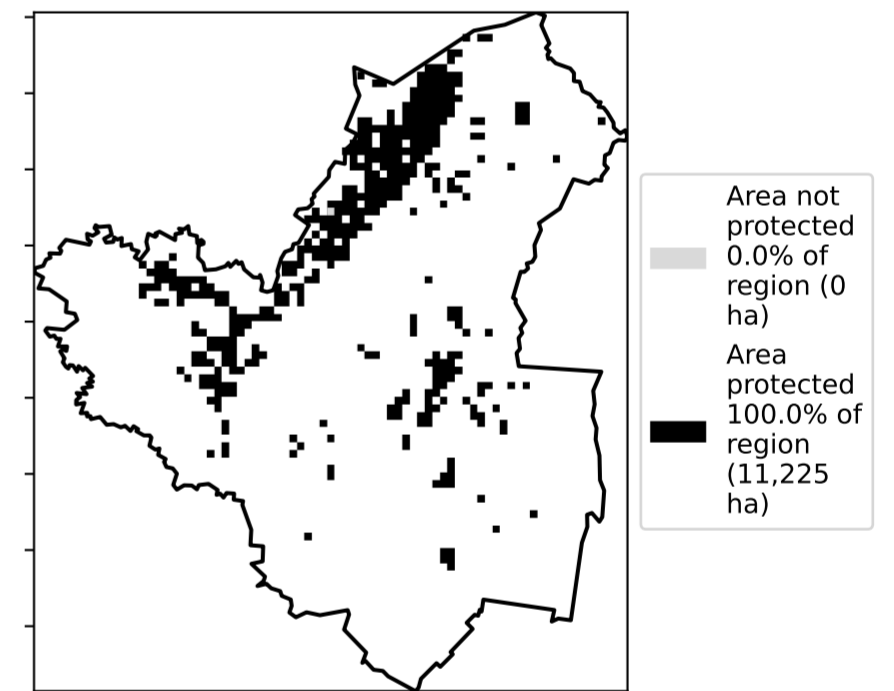 Area not
protected
0.0% of
region (0
ha)
Area
protected
100.0% of
region
(11,225
ha)